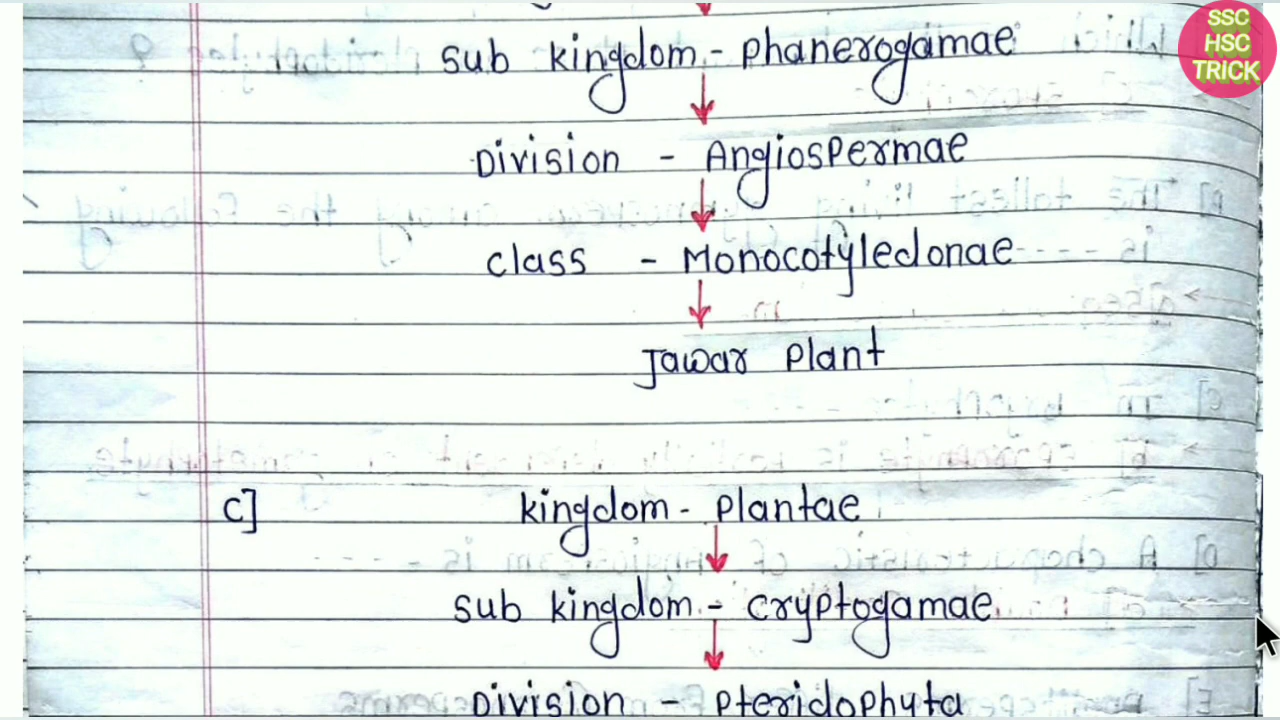 SSC
HSC
TRICK
sub kingdom - phanerogamae
Division - Angiospermae
class - Monocotyledonae
Jawar plant
C] kingdom - plantae
sub kingdom - cryptogamae
Division - pteridophyta